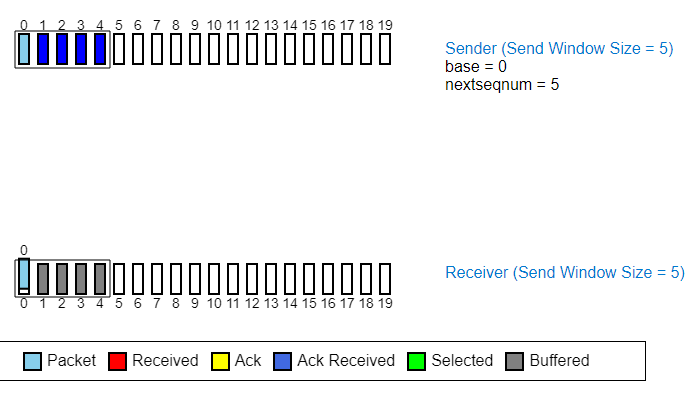 0 1 2 3 4 5 6 7 8 9 10 11 12 13 14 15 16 17 18 19
Sender (Send Window Size = 5)
base = 0
nextseqnum = 5
0
Receiver (Send Window Size = 5)
0 1 2 3 4 5 6 7 8 9 10 11 12 13 14 15 16 17 18 19
Packet Received Ack Ack Received Selected Buffered